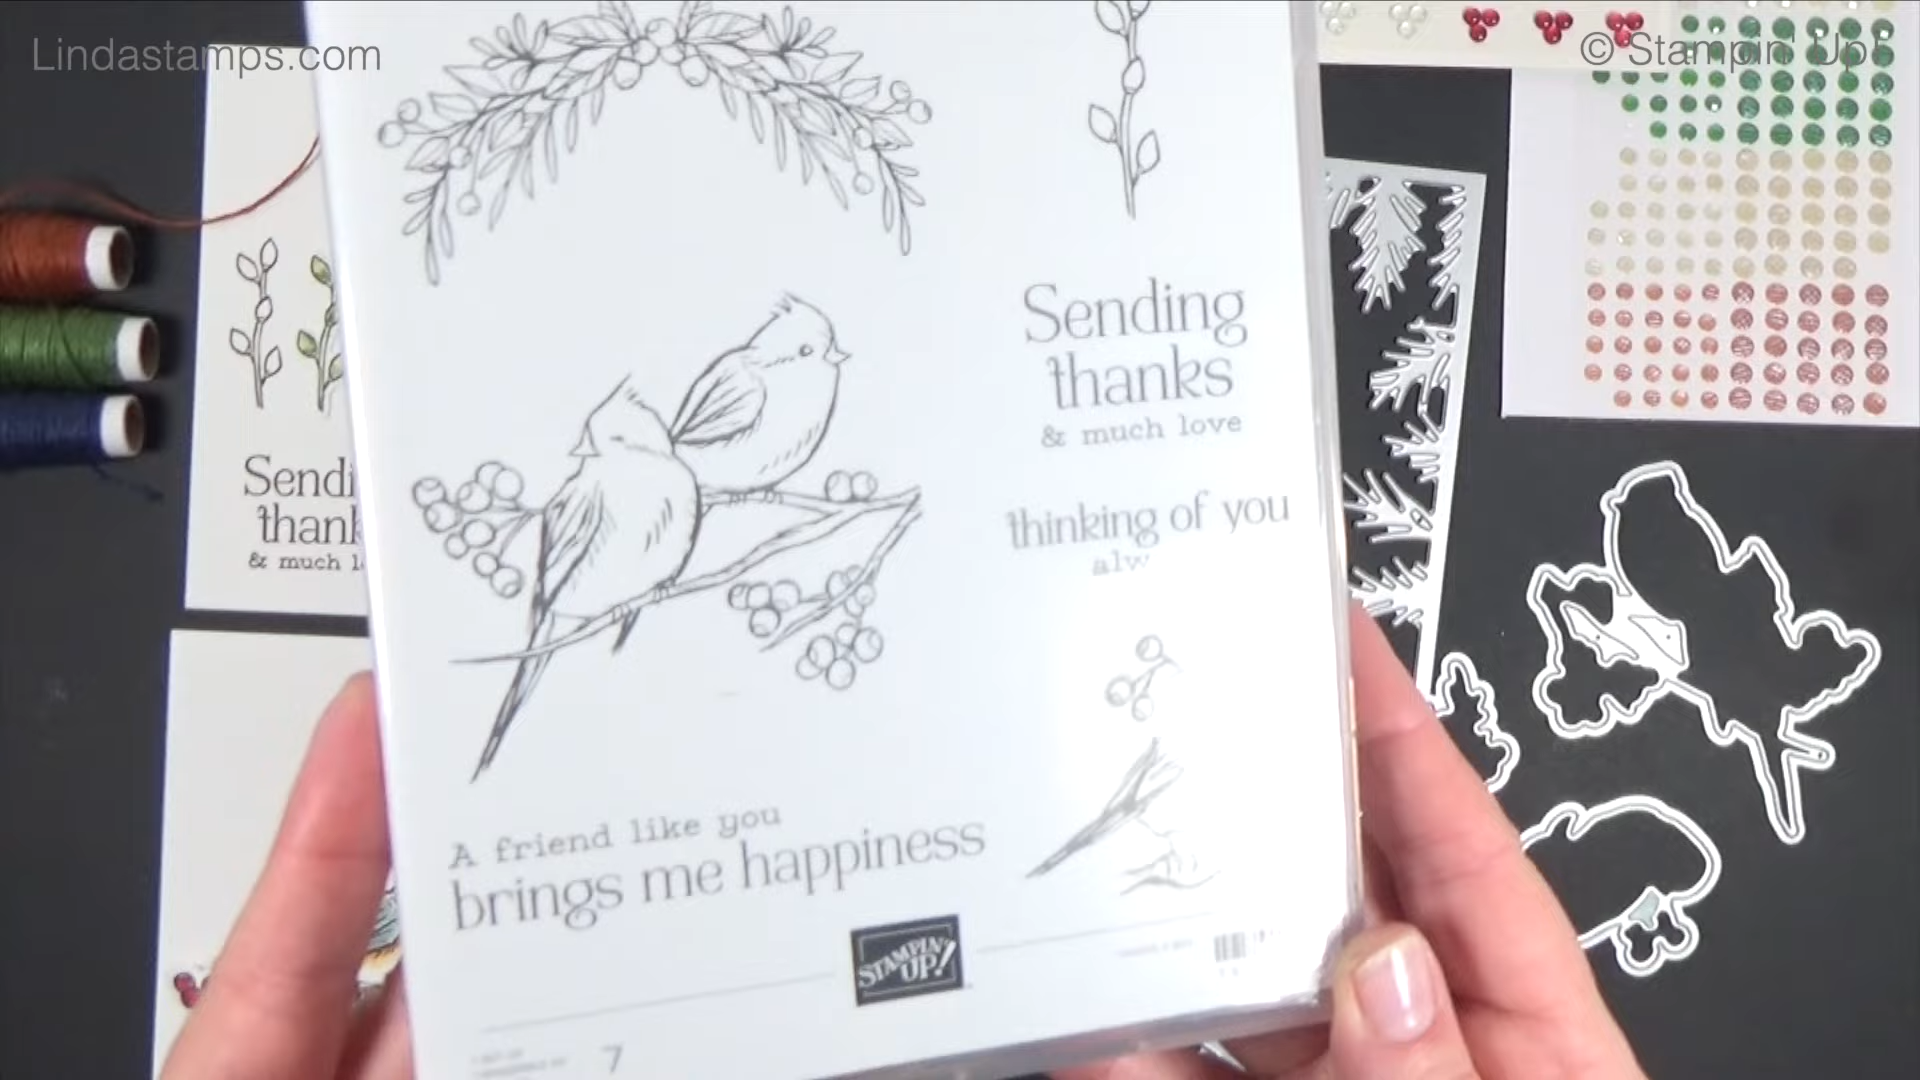 Lindastamps.com
© Stampin' Up!
Sending
thanks
& much love
thinking of you
A friend like you
brings me happiness
STAMPIN'
UP!
7
Sendi
thank
& much l